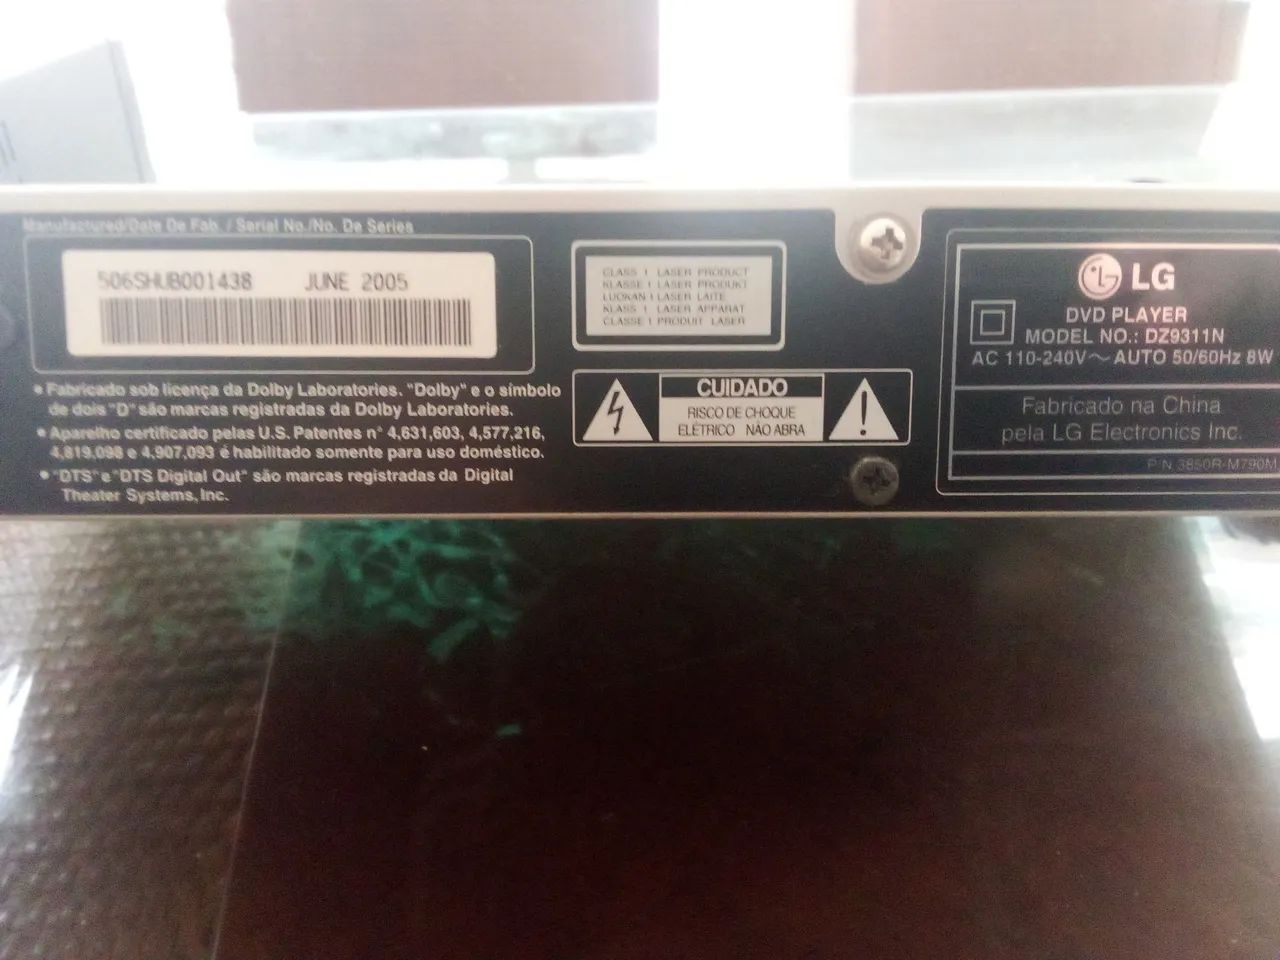 Manufactured/Date De Fab. / Serial No./No. De Series
506SHUB001438 JUNE 2005
• Fabricado sob licença da Dolby Laboratories. "Dolby" e o símbolo
de dois "D" são marcas registradas da Dolby Laboratories.
• Aparelho certificado pelas U.S. Patentes n° 4,631,603, 4,577,216,
4,819,098 e 4,907,093 é habilitado somente para uso doméstico.
• "DTS" e "DTS Digital Out" são marcas registradas da Digital
Theater Systems, Inc.
CLASS 1 LASER PRODUCT
KLASSE 1 LASER PRODUKT
LUOKAN 1 LASER LAITE
KLASS 1 LASER APPARAT
CLASSE 1 PRODUIT LASER
CUIDADO
RISCO DE CHOQUE
ELÉTRICO NÃO ABRA
LG
DVD PLAYER
MODEL NO.: DZ9311N
AC 110-240V~ AUTO 50/60Hz 8W
Fabricado na China
pela LG Electronics Inc.
P/N 3850R-M790M